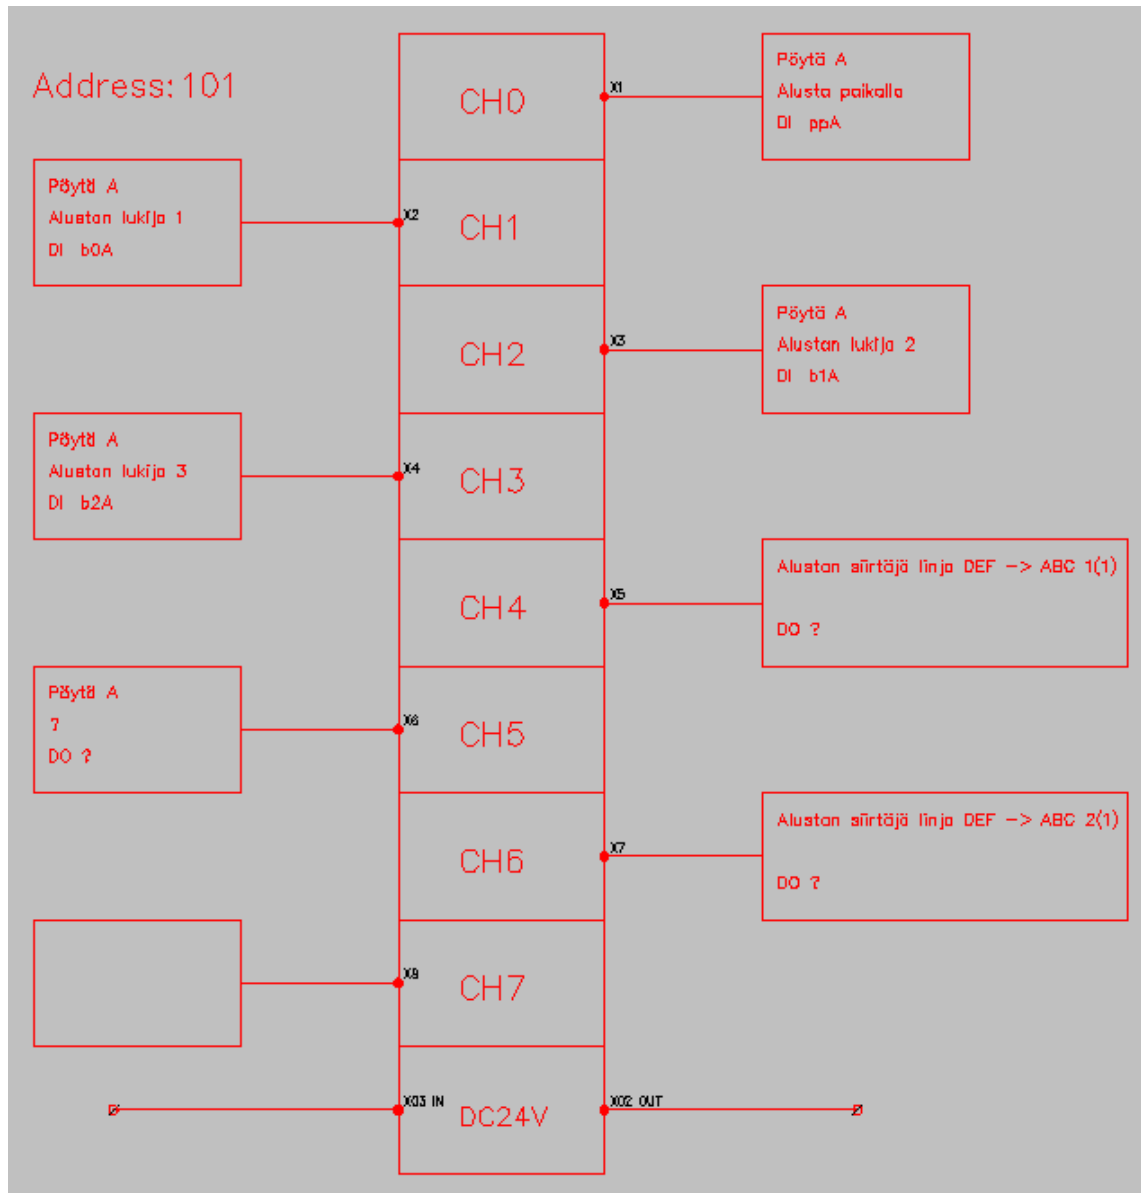 Address: 101
CH0
X1
Pöytä A
Alusta paikalla
DI ppA
Pöytä A
Alustan lukija 1
DI b0A
X2
CH1
CH2
X3
Pöytä A
Alustan lukija 2
DI b1A
Pöytä A
Alustan lukija 3
DI b2A
X4
CH3
CH4
X5
Alustan siirtäjä linja DEF -> ABC 1(1)
DO ?
Pöytä A
?
DO ?
X6
CH5
CH6
X7
Alustan siirtäjä linja DEF -> ABC 2(1)
DO ?
CH7
X03 IN
DC24V
X02 OUT